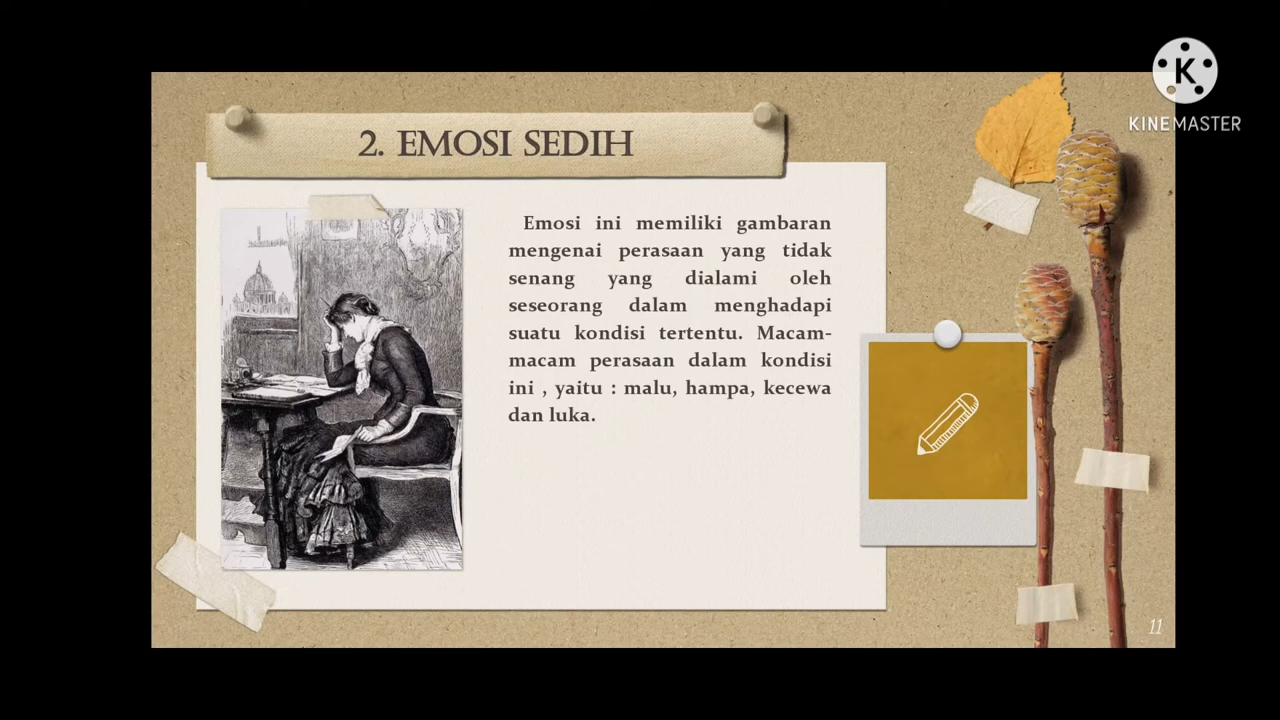 KINEMASTER
2. EMOSI SEDIH
Emosi ini memiliki gambaran
mengenai perasaan yang tidak
senang yang dialami oleh
seseorang dalam menghadapi
suatu kondisi tertentu. Macam-
macam perasaan dalam kondisi
ini , yaitu : malu, hampa, kecewa
dan luka.
11